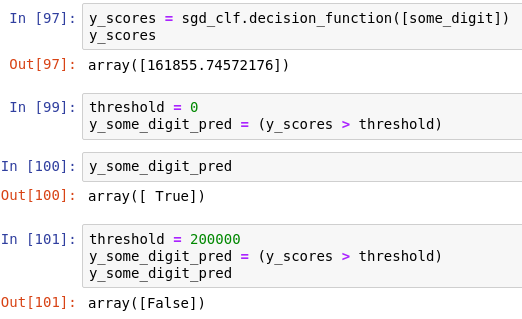 In [97]: y_scores = sgd_clf.decision_function([some_digit])
y_scores
Out[97]: array([161855.74572176])
In [99]: threshold = 0
y_some_digit_pred = (y_scores > threshold)
In [100]: y_some_digit_pred
Out[100]: array([ True])
In [101]: threshold = 200000
y_some_digit_pred = (y_scores > threshold)
y_some_digit_pred
Out[101]: array([False])